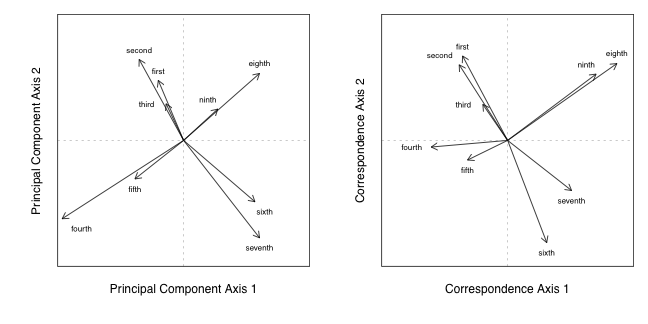 Principal Component Axis 2
second
first
eighth
third
ninth
fifth
fourth
sixth
seventh
Principal Component Axis 1
Correspondence Axis 2
first
second
eighth
ninth
third
fourth
fifth
seventh
sixth
Correspondence Axis 1